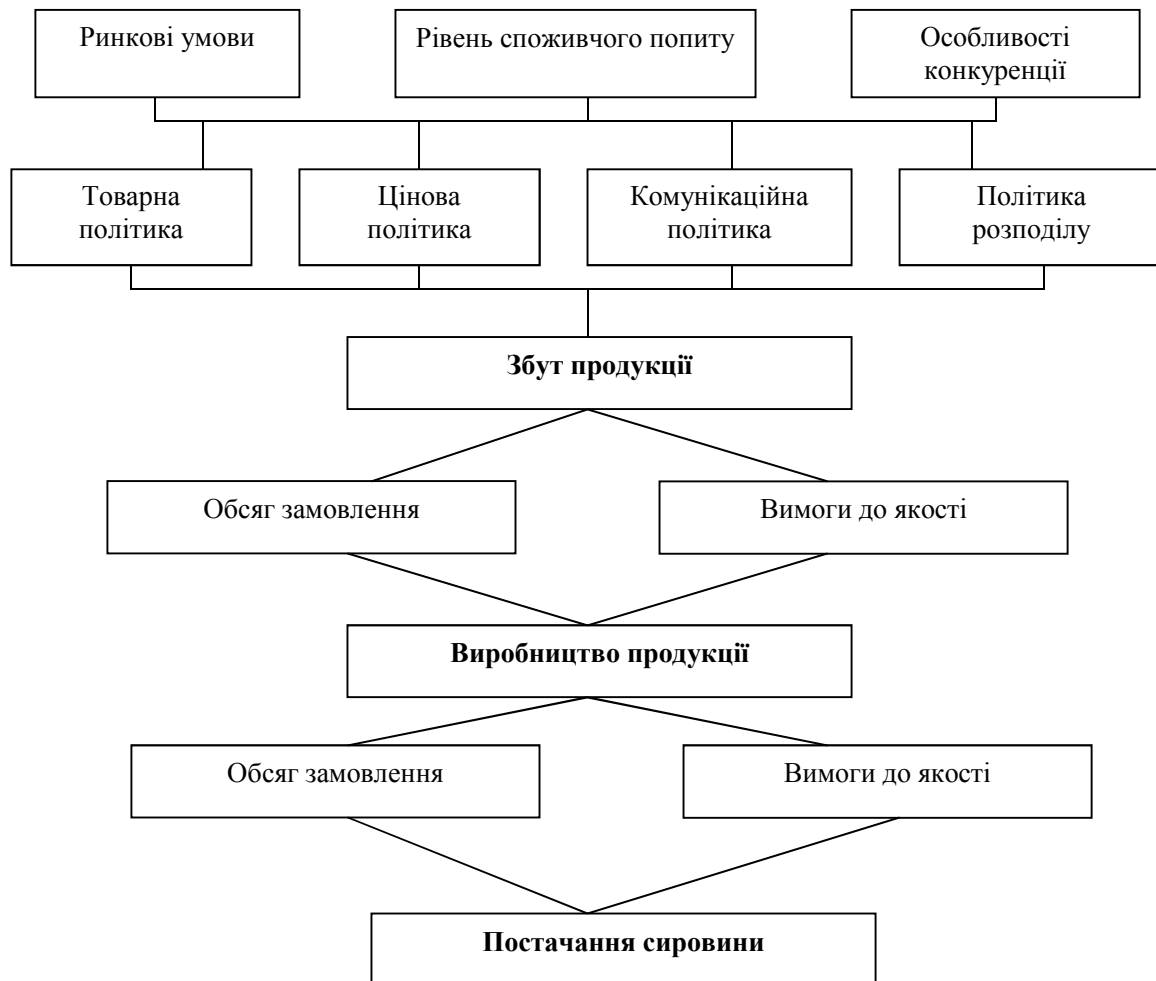 Ринкові умови
Рівень споживчого попиту
Особливості
конкуренції
Товарна
політика
Цінова
політика
Комунікаційна
політика
Політика
розподілу
Збут продукції
Обсяг замовлення
Вимоги до якості
Виробництво продукції
Обсяг замовлення
Вимоги до якості
Постачання сировини